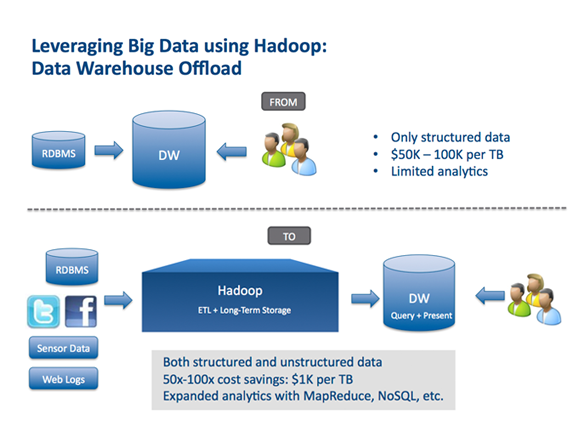 Leveraging Big Data using Hadoop:
Data Warehouse Offload
FROM
RDBMS
DW
• Only structured data
• $50K – 100K per TB
• Limited analytics
TO
RDBMS
Sensor Data
Web Logs
Hadoop
ETL + Long-Term Storage
DW
Query + Present
Both structured and unstructured data
50x-100x cost savings: $1K per TB
Expanded analytics with MapReduce, NoSQL, etc.